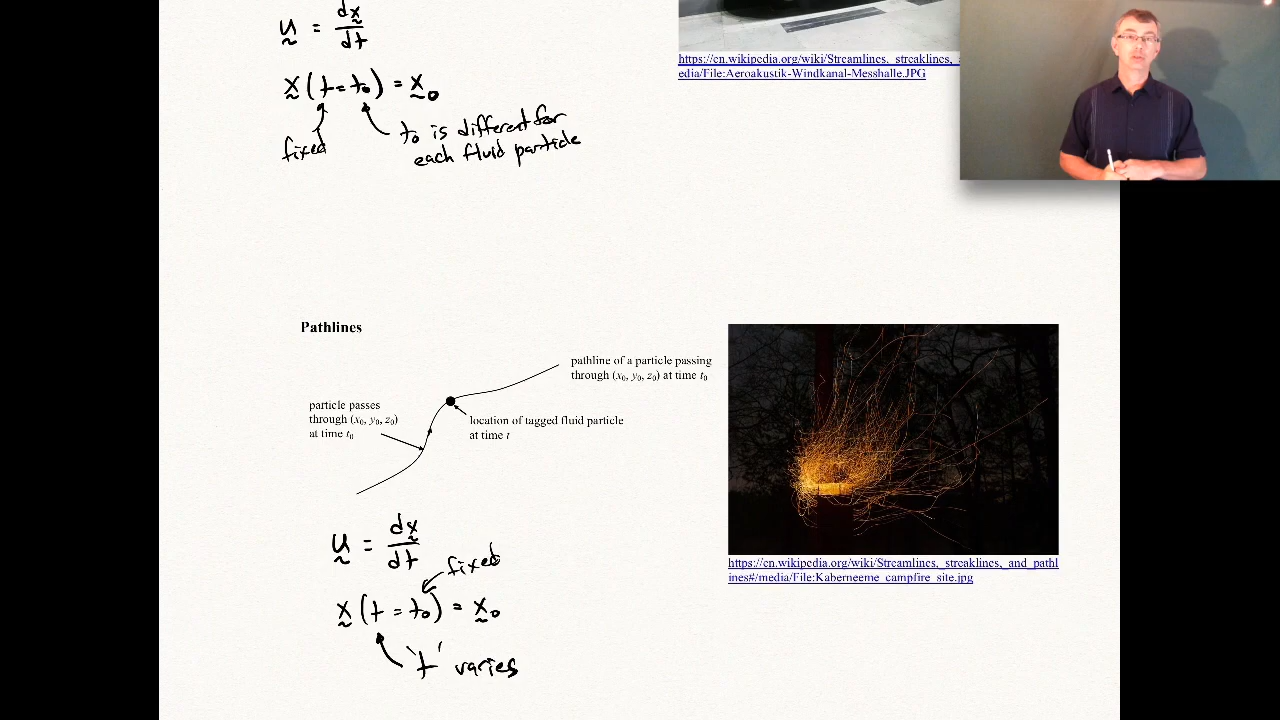 u = dx/dt
x(t = t₀) = x₀
fixed
t₀ is different for
each fluid particle
https://en.wikipedia.org/wiki/Streamlines,_streaklines,_
edia/File:Aeroakustik-Windkanal-Messhalle.JPG
Pathlines
pathline of a particle passing
through (x₀, y₀, z₀) at time t₀
particle passes
through (x₀, y₀, z₀)
at time t₀
location of tagged fluid particle
at time t
u = dx/dt
fixed
x(t = t₀) = x₀
't' varies
https://en.wikipedia.org/wiki/Streamlines,_streaklines,_and_pathl
ines#/media/File:Kaberneeme_campfire_site.jpg